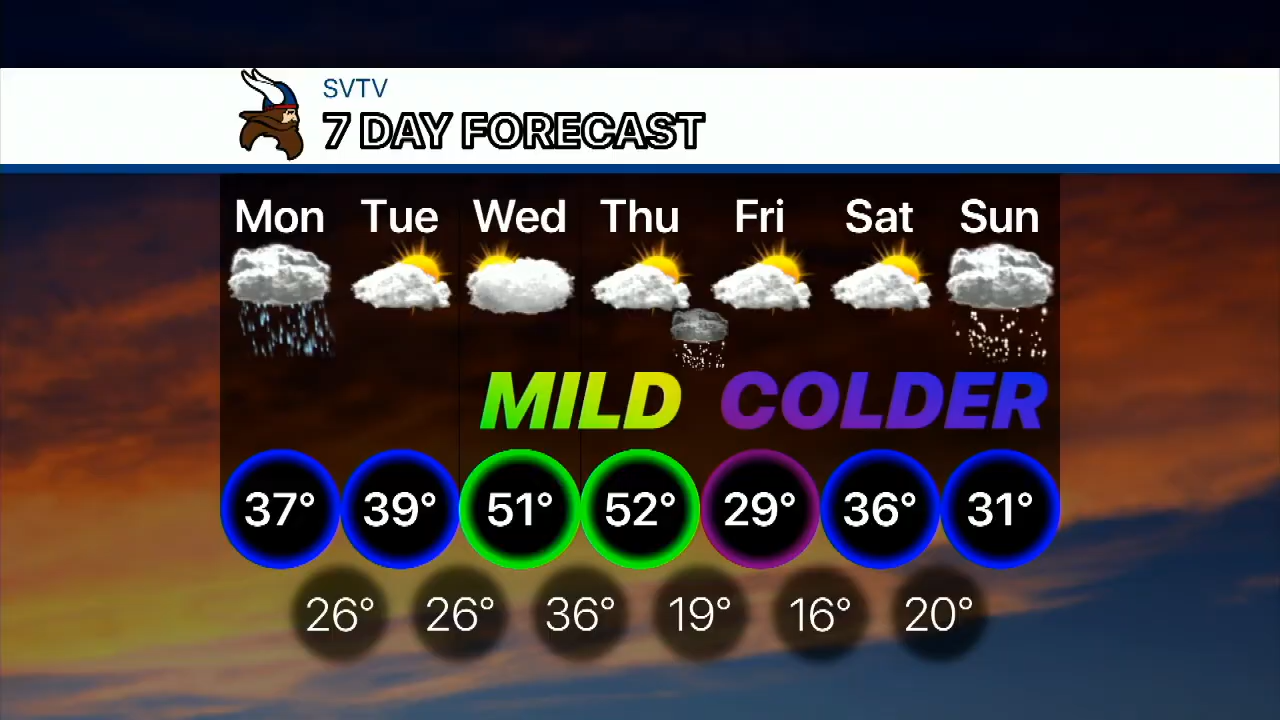 SVTV
7 DAY FORECAST
Mon Tue Wed Thu Fri Sat Sun
MILD COLDER
37° 39° 51° 52° 29° 36° 31°
26° 26° 36° 19° 16° 20°